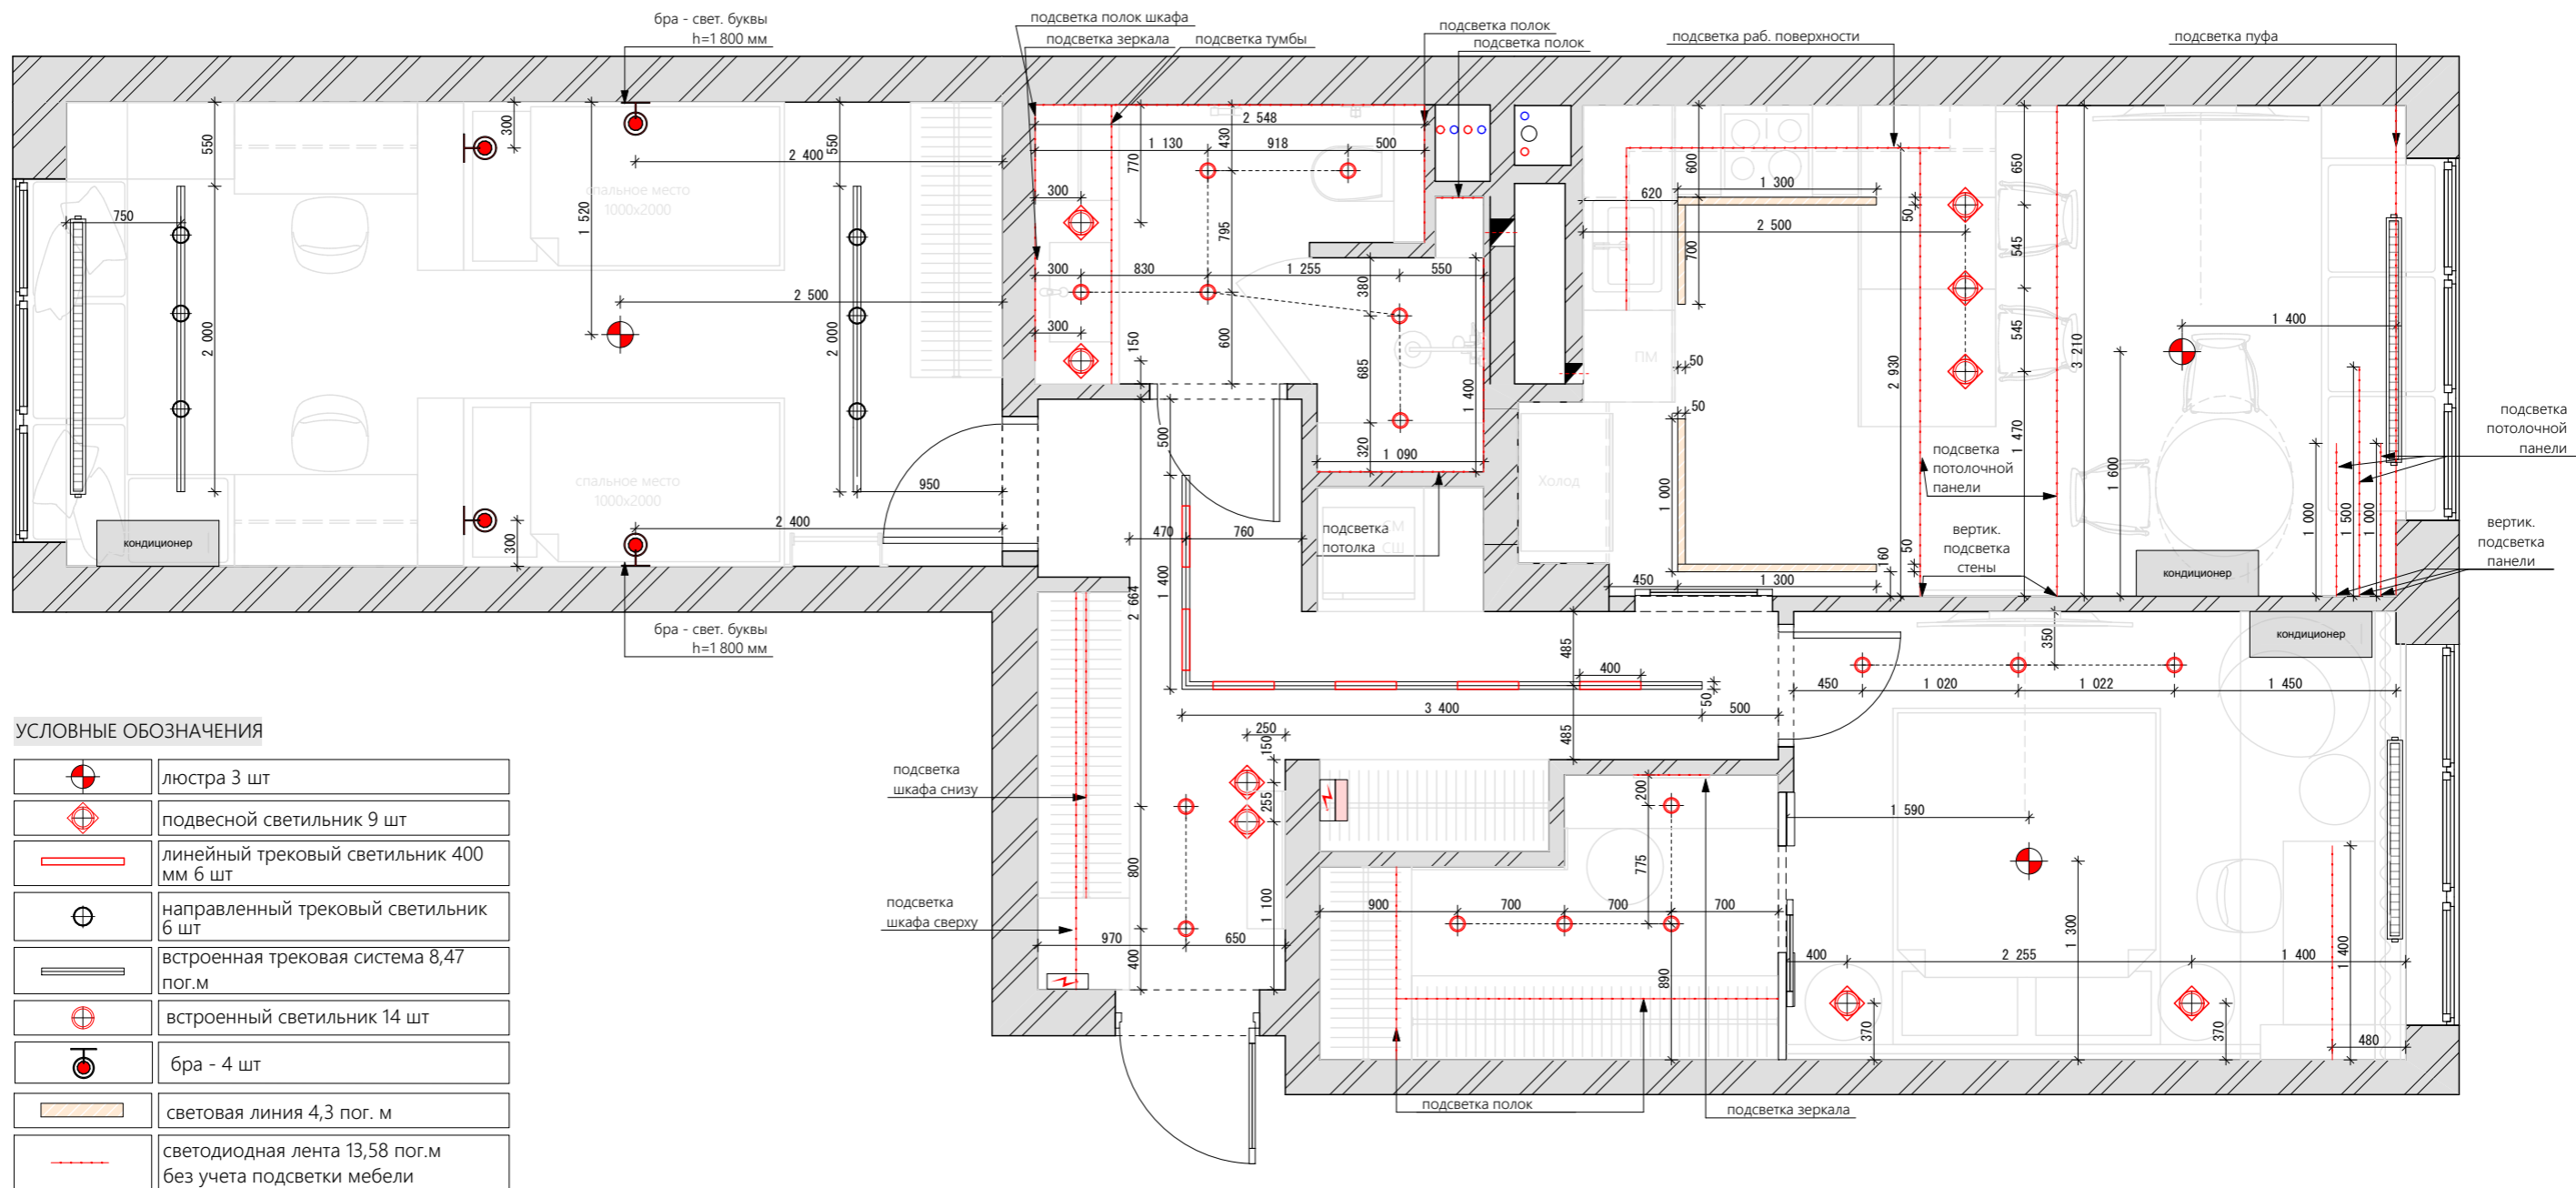 бра - свет. буквы
h=1800 мм
подсветка полок шкафа
подсветка зеркала
подсветка тумбы
подсветка полок
подсветка полок
подсветка раб. поверхности
подсветка пуфа
550
300
2 400
550
750
1 520
спальное место
1000x2000
2 500
2 000
2 000
спальное место
1000x2000
950
2 400
300
кондиционер
бра - свет. буквы
h=1800 мм
2 548
430
1 130
918
500
770
300
795
300
830
1 255
550
380
300
150
600
685
1 400
320
1 090
500
470
760
1 400
2 664
подсветка
потолка
СМ
СШ
600
1 300
620
50
700
2 500
ПМ
50
50
2 930
Холод
1 000
450
1 300
160
50
650
545
545
1 470
3 210
1 400
1 600
подсветка
потолочной
панели
вертик.
подсветка
стены
кондиционер
1 000
1 500
1 000
подсветка
потолочной
панели
вертик.
подсветка
панели
кондиционер
350
485
400
450
1 020
1 022
1 450
3 400
50
500
485
250
150
255
подсветка
шкафа снизу
800
1 100
подсветка
шкафа сверху
970
650
400
200
775
900
700
700
700
890
1 590
1 300
400
2 255
1 400
1 400
370
370
480
подсветка полок
подсветка зеркала
УСЛОВНЫЕ ОБОЗНАЧЕНИЯ
люстра 3 шт
подвесной светильник 9 шт
линейный трековый светильник 400
мм 6 шт
направленный трековый светильник
6 шт
встроенная трековая система 8,47
пог.м
встроенный светильник 14 шт
бра - 4 шт
световая линия 4,3 пог. м
светодиодная лента 13,58 пог.м
без учета подсветки мебели